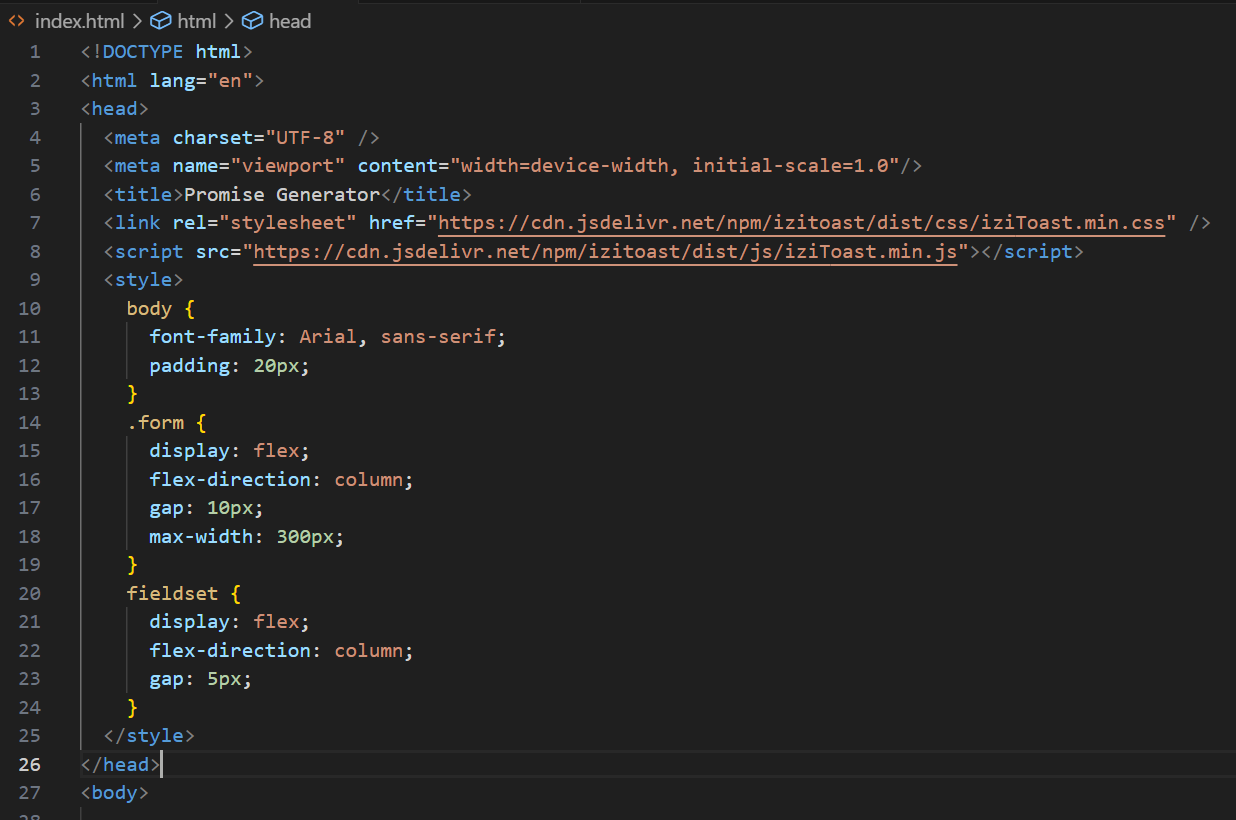 index.html > html > head
1 <!DOCTYPE html>
2 <html lang="en">
3 <head>
4   <meta charset="UTF-8" />
5   <meta name="viewport" content="width=device-width, initial-scale=1.0"/>
6   <title>Promise Generator</title>
7   <link rel="stylesheet" href="https://cdn.jsdelivr.net/npm/izitoast/dist/css/iziToast.min.css" />
8   <script src="https://cdn.jsdelivr.net/npm/izitoast/dist/js/iziToast.min.js"></script>
9   <style>
10     body {
11       font-family: Arial, sans-serif;
12       padding: 20px;
13     }
14     .form {
15       display: flex;
16       flex-direction: column;
17       gap: 10px;
18       max-width: 300px;
19     }
20     fieldset {
21       display: flex;
22       flex-direction: column;
23       gap: 5px;
24     }
25   </style>
26 </head>
27 <body>
28